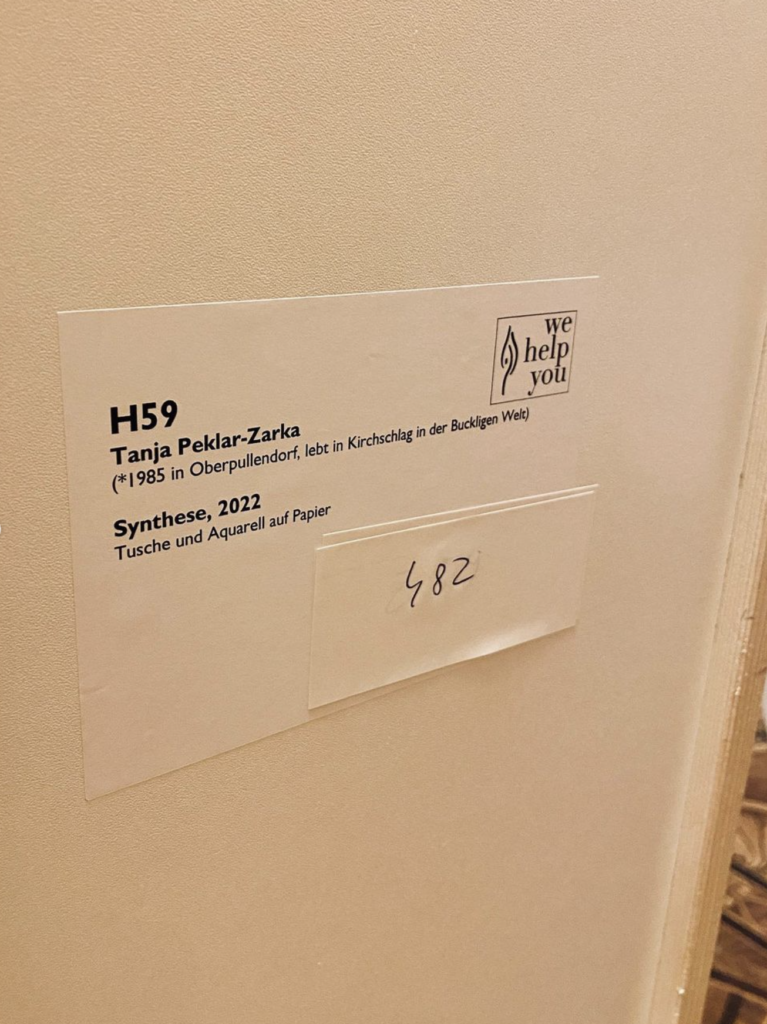 we
help
you
H59
Tanja Peklar-Zarka
(*1985 in Oberpullendorf, lebt in Kirchschlag in der Buckligen Welt)
Synthese, 2022
Tusche und Aquarell auf Papier
482